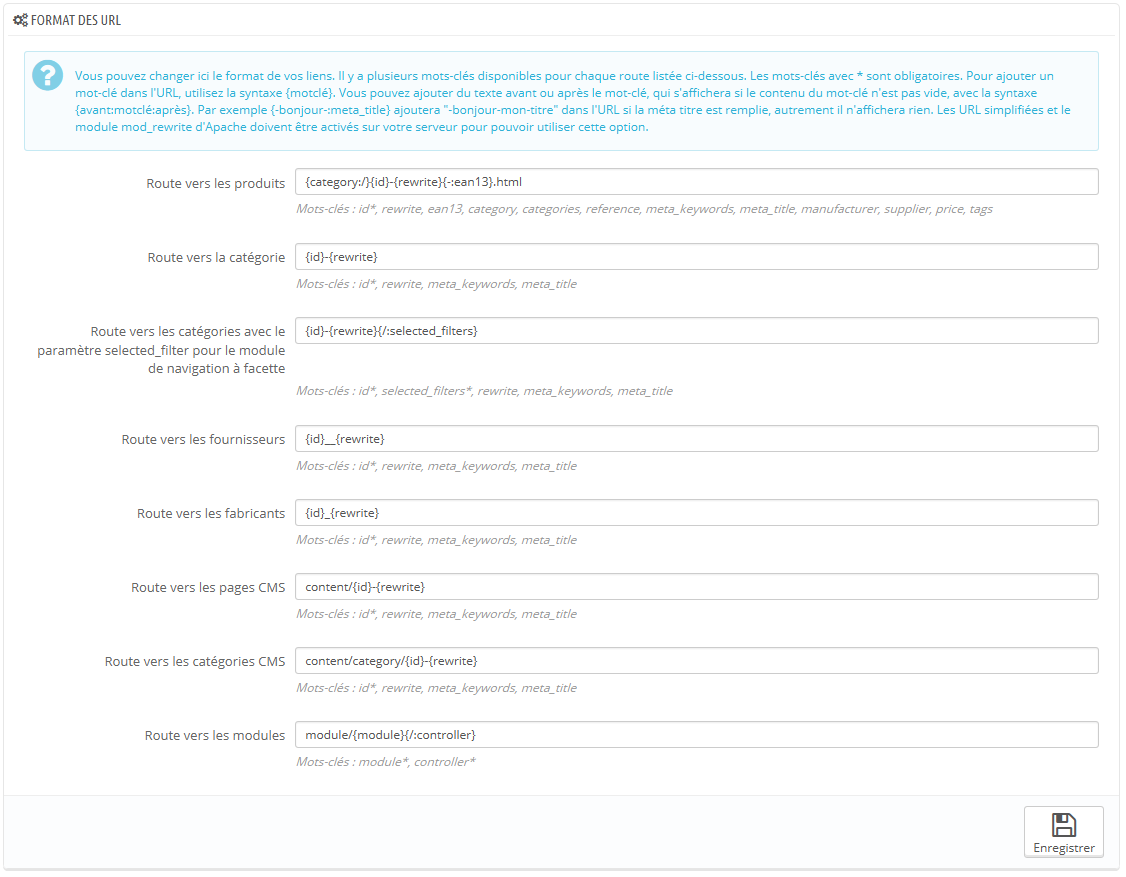 FORMAT DES URL
Vous pouvez changer ici le format de vos liens. Il y a plusieurs mots-clés disponibles pour chaque route listée ci-dessous. Les mots-clés avec * sont obligatoires. Pour ajouter un
mot-clé dans l'URL, utilisez la syntaxe {motclé}. Vous pouvez ajouter du texte avant ou après le mot-clé, qui s'affichera si le contenu du mot-clé n'est pas vide, avec la syntaxe
{avant:motclé:après}. Par exemple {-bonjour-:meta_title} ajoutera "-bonjour-mon-titre" dans l'URL si la méta titre est remplie, autrement il n'affichera rien. Les URL simplifiées et le
module mod_rewrite d'Apache doivent être activés sur votre serveur pour pouvoir utiliser cette option.
Route vers les produits
{category:/}{id}-{rewrite}{-:ean13}.html
Mots-clés : id*, rewrite, ean13, category, categories, reference, meta_keywords, meta_title, manufacturer, supplier, price, tags
Route vers la catégorie
{id}-{rewrite}
Mots-clés : id*, rewrite, meta_keywords, meta_title
Route vers les catégories avec le
paramètre selected_filter pour le module
de navigation à facette
{id}-{rewrite}{/:selected_filters}
Mots-clés : id*, selected_filters*, rewrite, meta_keywords, meta_title
Route vers les fournisseurs
{id}__{rewrite}
Mots-clés : id*, rewrite, meta_keywords, meta_title
Route vers les fabricants
{id}_{rewrite}
Mots-clés : id*, rewrite, meta_keywords, meta_title
Route vers les pages CMS
content/{id}-{rewrite}
Mots-clés : id*, rewrite, meta_keywords, meta_title
Route vers les catégories CMS
content/category/{id}-{rewrite}
Mots-clés : id*, rewrite, meta_keywords, meta_title
Route vers les modules
module/{module}{/:controller}
Mots-clés : module*, controller*
Enregistrer